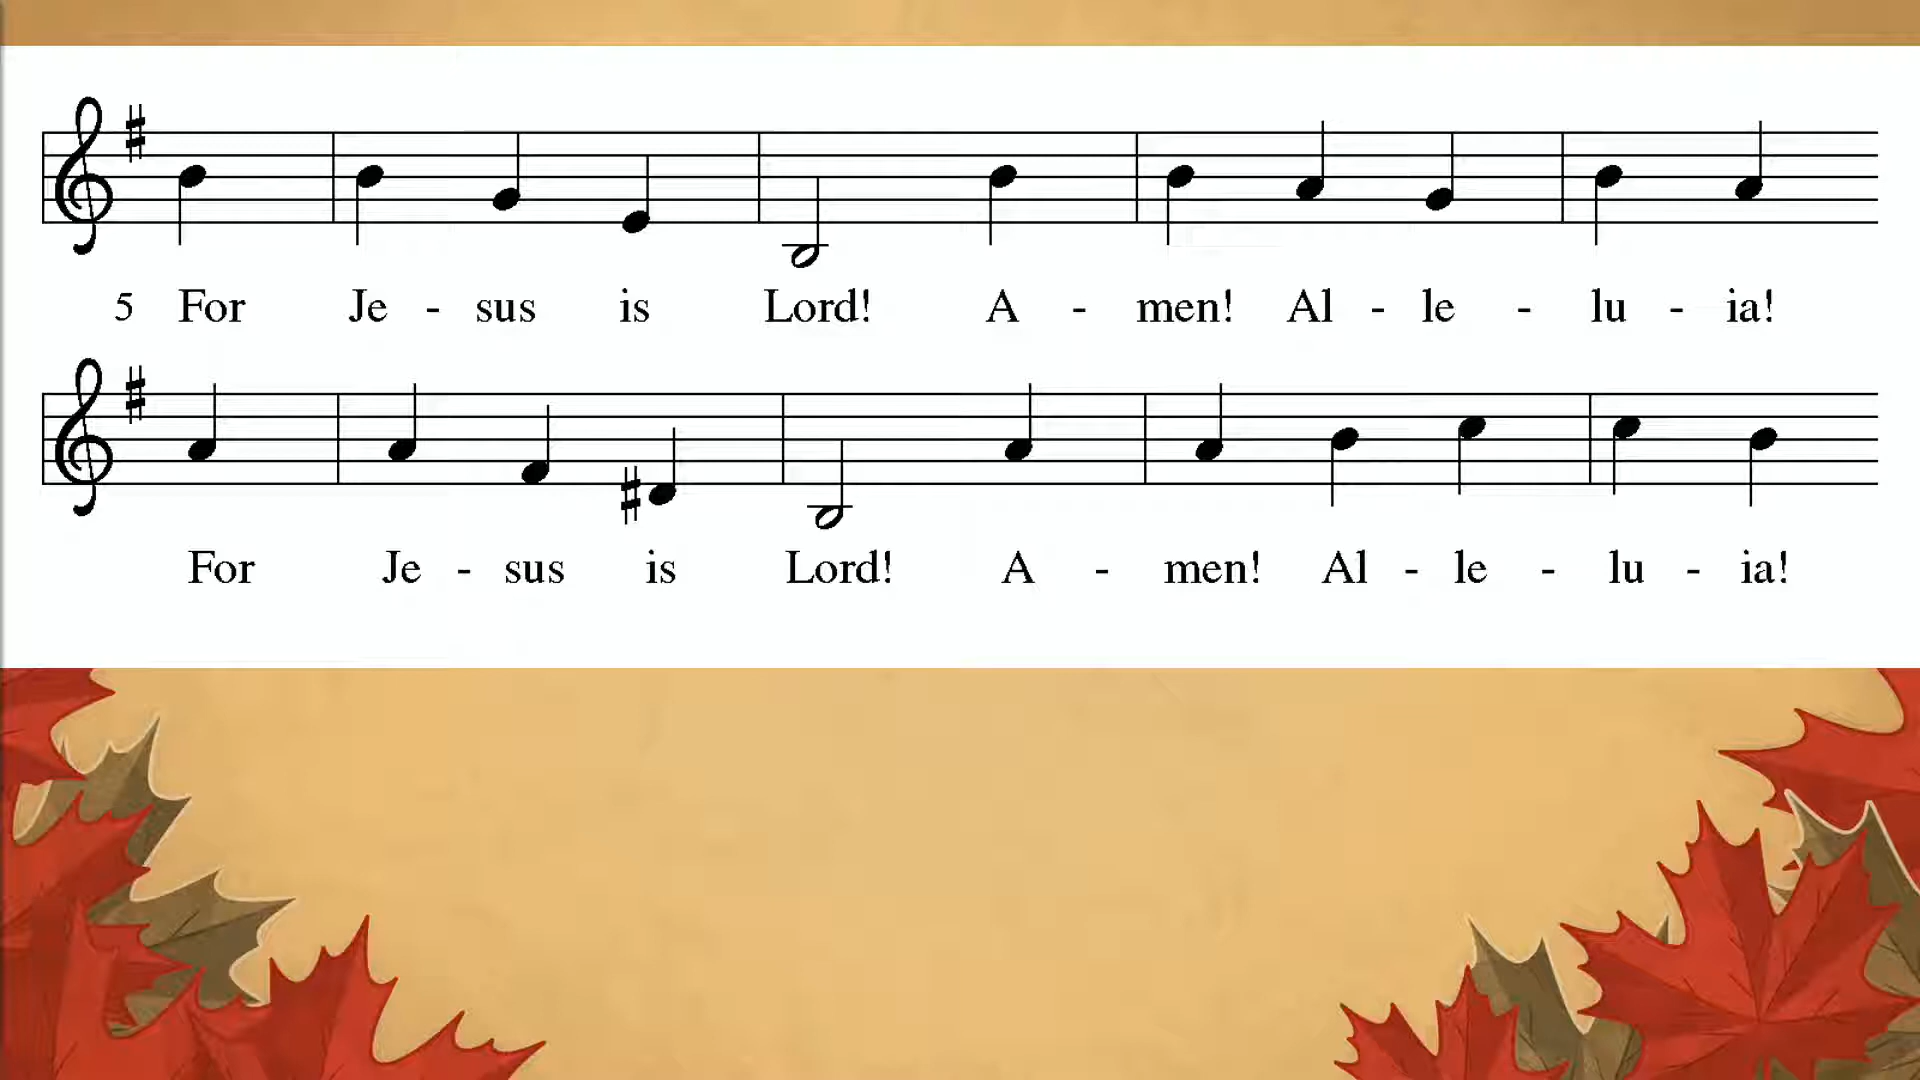 5 For Je - sus is Lord! A - men! Al - le - lu - ia!
For Je - sus is Lord! A - men! Al - le - lu - ia!